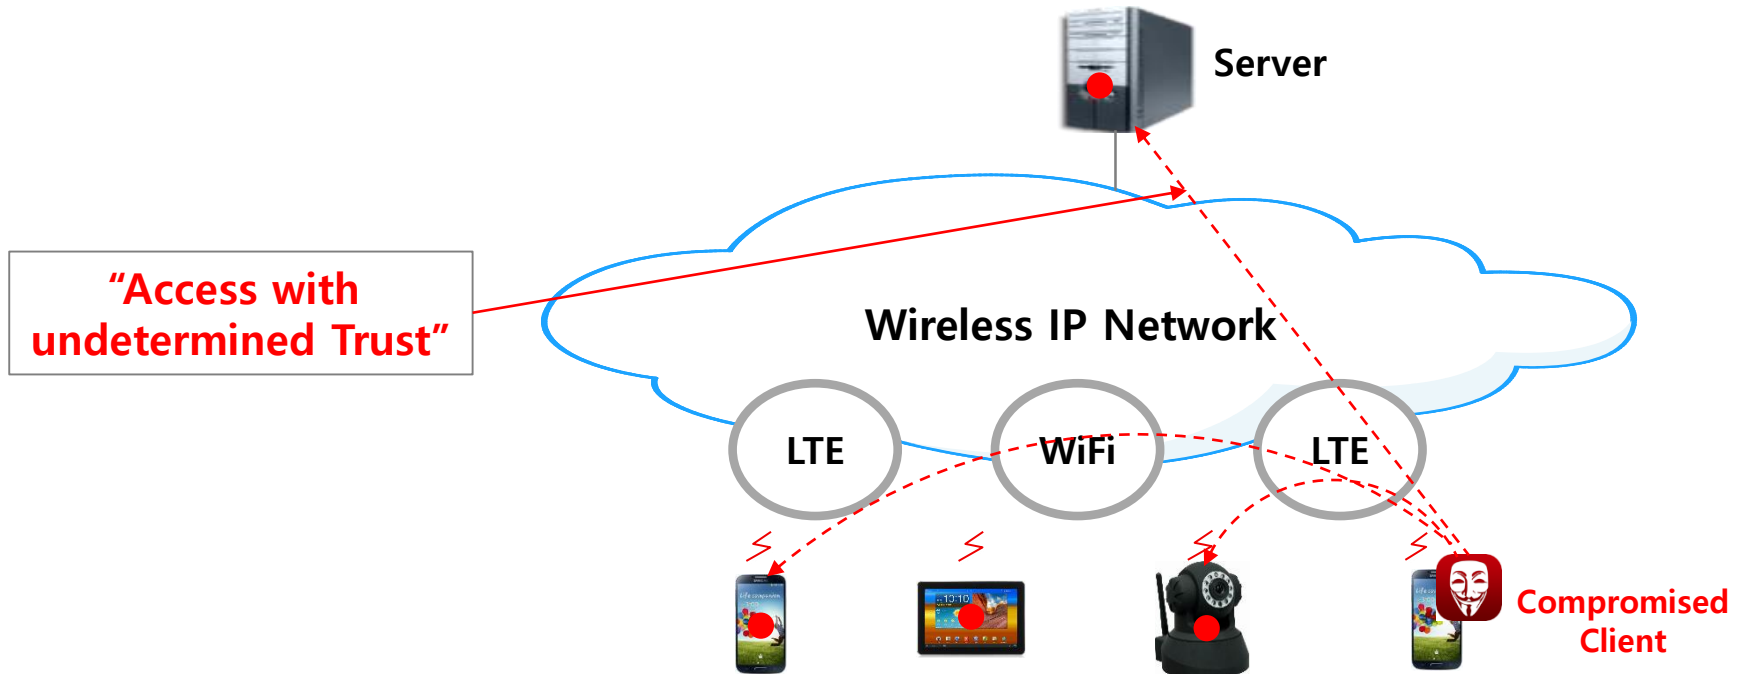 Server
“Access with
undetermined Trust”
Wireless IP Network
LTE
WiFi
LTE
Compromised
Client